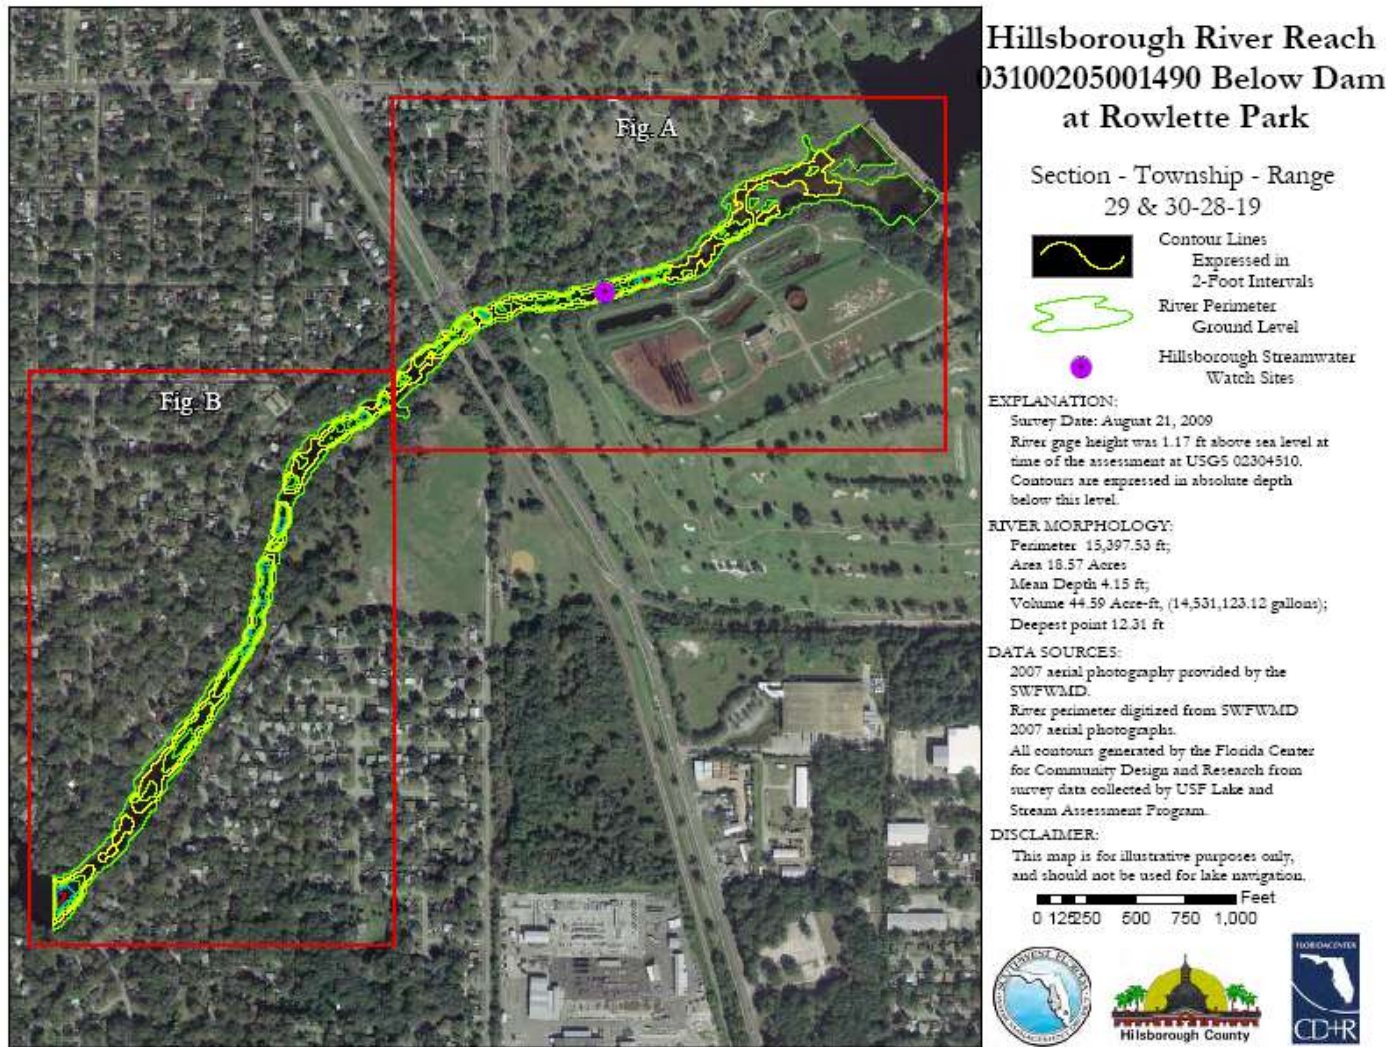 Hillsborough River Reach
03100205001490 Below Dam
at Rowlette Park
Section - Township - Range
29 & 30-28-19
Contour Lines
Expressed in
2-Foot Intervals
River Perimeter
Ground Level
Hillsborough Streamwater
Watch Sites
EXPLANATION:
Survey Date: August 21, 2009
River gage height was 1.17 ft above sea level at
time of the assessment at USGS 02304510.
Contours are expressed in absolute depth
below this level.
RIVER MORPHOLOGY:
Perimeter 15,397.53 ft;
Area 18.57 Acres
Mean Depth 4.15 ft;
Volume 44.59 Acre-ft, (14,531,123.12 gallons);
Deepest point 12.31 ft
DATA SOURCES:
2007 aerial photography provided by the
SWFWMD.
River perimeter digitized from SWFWMD
2007 aerial photographs.
All contours generated by the Florida Center
for Community Design and Research from
survey data collected by USF Lake and
Stream Assessment Program.
DISCLAIMER:
This map is for illustrative purposes only,
and should not be used for lake navigation.
Feet
0 125 250 500 750 1,000
Fig. A
Fig. B
Hillsborough County
FLORIDA CENTER
CD+R